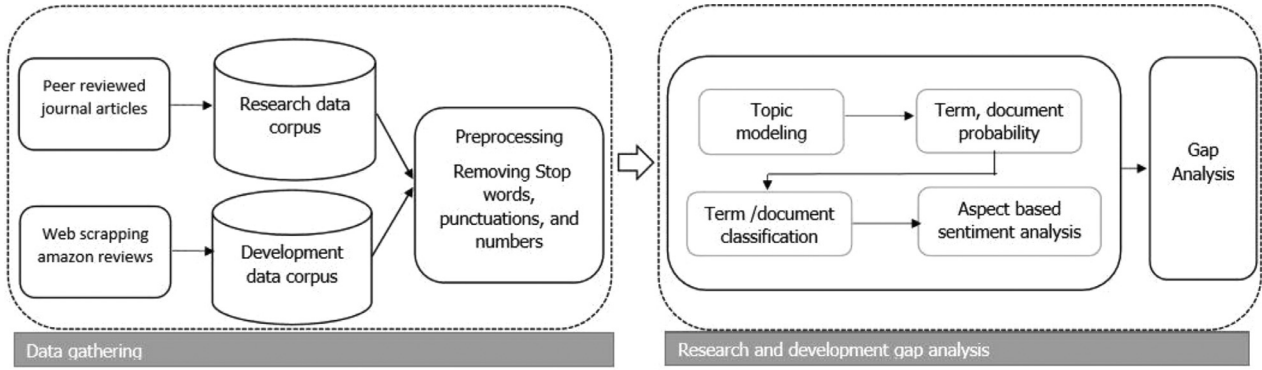 Peer reviewed
journal articles
Research data
corpus
Web scrapping
amazon reviews
Development
data corpus
Preprocessing
Removing Stop
words,
punctuations, and
numbers
Data gathering
Topic
modeling
Term, document
probability
Term /document
classification
Aspect based
sentiment analysis
Gap
Analysis
Research and development gap analysis